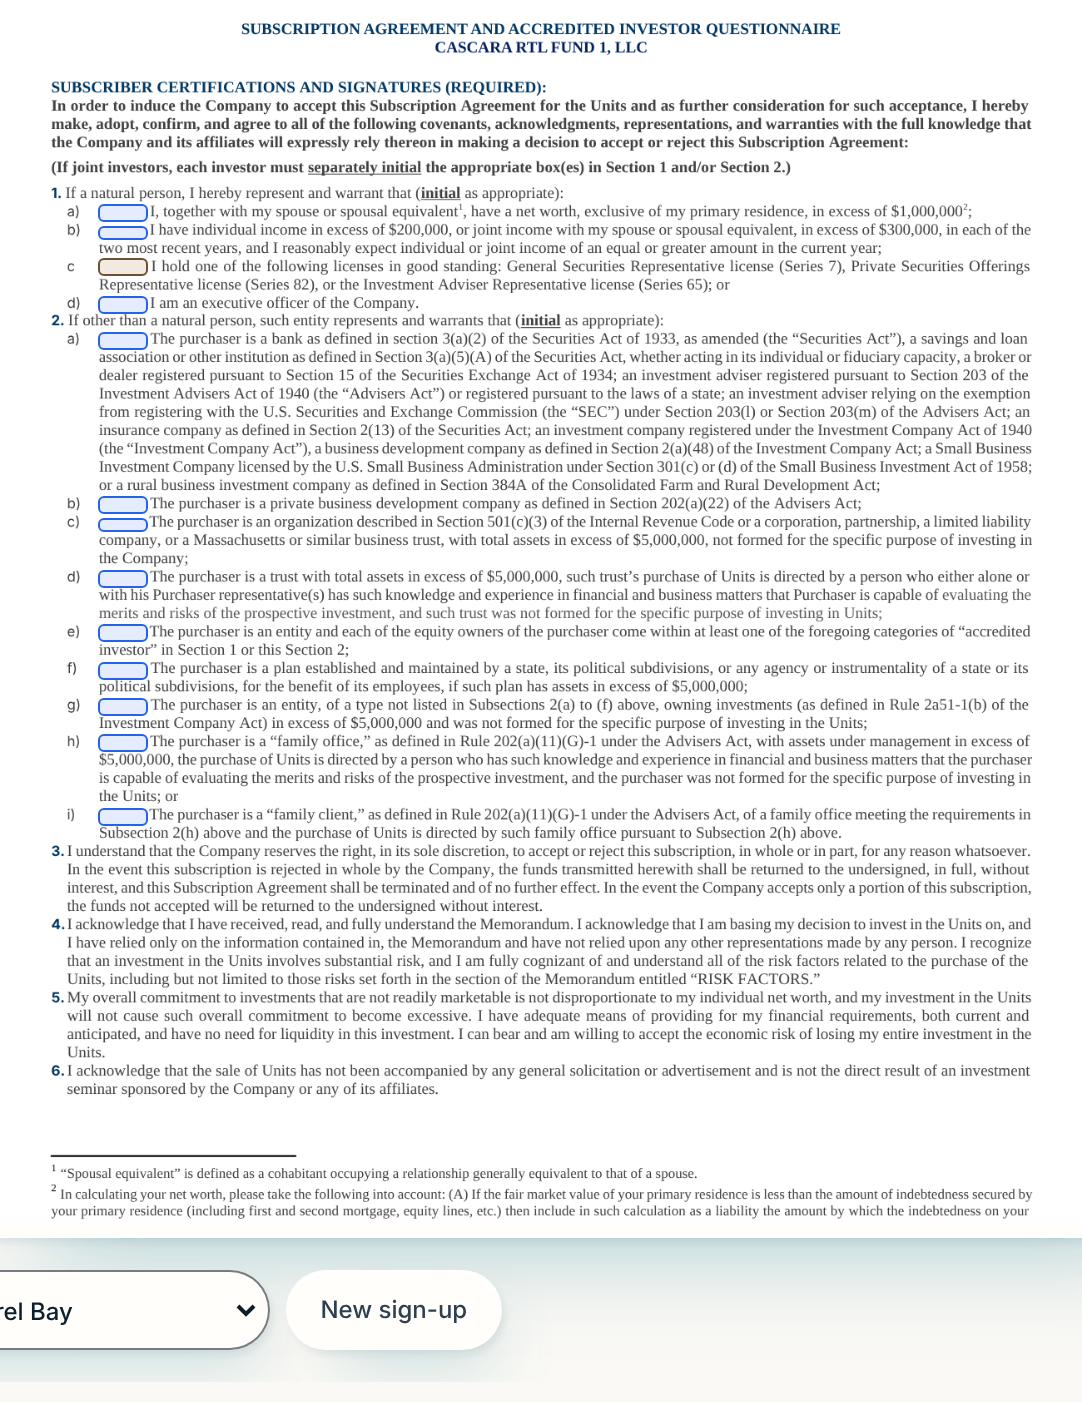 SUBSCRIPTION AGREEMENT AND ACCREDITED INVESTOR QUESTIONNAIRE
CASCARA RTL FUND 1, LLC
SUBSCRIBER CERTIFICATIONS AND SIGNATURES (REQUIRED):
In order to induce the Company to accept this Subscription Agreement for the Units and as further consideration for such acceptance, I hereby
make, adopt, confirm, and agree to all of the following covenants, acknowledgments, representations, and warranties with the full knowledge that
the Company and its affiliates will expressly rely thereon in making a decision to accept or reject this Subscription Agreement:
(If joint investors, each investor must separately initial the appropriate box(es) in Section 1 and/or Section 2.)
1. If a natural person, I hereby represent and warrant that (initial as appropriate):
a) I, together with my spouse or spousal equivalent1, have a net worth, exclusive of my primary residence, in excess of $1,000,0002;
b) I have individual income in excess of $200,000, or joint income with my spouse or spousal equivalent, in excess of $300,000, in each of the
two most recent years, and I reasonably expect individual or joint income of an equal or greater amount in the current year;
c I hold one of the following licenses in good standing: General Securities Representative license (Series 7), Private Securities Offerings
Representative license (Series 82), or the Investment Adviser Representative license (Series 65); or
d) I am an executive officer of the Company.
2. If other than a natural person, such entity represents and warrants that (initial as appropriate):
a) The purchaser is a bank as defined in section 3(a)(2) of the Securities Act of 1933, as amended (the “Securities Act”), a savings and loan
association or other institution as defined in Section 3(a)(5)(A) of the Securities Act, whether acting in its individual or fiduciary capacity, a broker or
dealer registered pursuant to Section 15 of the Securities Exchange Act of 1934; an investment adviser registered pursuant to Section 203 of the
Investment Advisers Act of 1940 (the “Advisers Act”) or registered pursuant to the laws of a state; an investment adviser relying on the exemption
from registering with the U.S. Securities and Exchange Commission (the “SEC”) under Section 203(l) or Section 203(m) of the Advisers Act; an
insurance company as defined in Section 2(13) of the Securities Act; an investment company registered under the Investment Company Act of 1940
(the “Investment Company Act”), a business development company as defined in Section 2(a)(48) of the Investment Company Act; a Small Business
Investment Company licensed by the U.S. Small Business Administration under Section 301(c) or (d) of the Small Business Investment Act of 1958;
or a rural business investment company as defined in Section 384A of the Consolidated Farm and Rural Development Act;
b) The purchaser is a private business development company as defined in Section 202(a)(22) of the Advisers Act;
c) The purchaser is an organization described in Section 501(c)(3) of the Internal Revenue Code or a corporation, partnership, a limited liability
company, or a Massachusetts or similar business trust, with total assets in excess of $5,000,000, not formed for the specific purpose of investing in
the Company;
d) The purchaser is a trust with total assets in excess of $5,000,000, such trust’s purchase of Units is directed by a person who either alone or
with his Purchaser representative(s) has such knowledge and experience in financial and business matters that Purchaser is capable of evaluating the
merits and risks of the prospective investment, and such trust was not formed for the specific purpose of investing in Units;
e) The purchaser is an entity and each of the equity owners of the purchaser come within at least one of the foregoing categories of “accredited
investor” in Section 1 or this Section 2;
f) The purchaser is a plan established and maintained by a state, its political subdivisions, or any agency or instrumentality of a state or its
political subdivisions, for the benefit of its employees, if such plan has assets in excess of $5,000,000;
g) The purchaser is an entity, of a type not listed in Subsections 2(a) to (f) above, owning investments (as defined in Rule 2a51-1(b) of the
Investment Company Act) in excess of $5,000,000 and was not formed for the specific purpose of investing in the Units;
h) The purchaser is a “family office,” as defined in Rule 202(a)(11)(G)-1 under the Advisers Act, with assets under management in excess of
$5,000,000, the purchase of Units is directed by a person who has such knowledge and experience in financial and business matters that the purchaser
is capable of evaluating the merits and risks of the prospective investment, and the purchaser was not formed for the specific purpose of investing in
the Units; or
i) The purchaser is a “family client,” as defined in Rule 202(a)(11)(G)-1 under the Advisers Act, of a family office meeting the requirements in
Subsection 2(h) above and the purchase of Units is directed by such family office pursuant to Subsection 2(h) above.
3. I understand that the Company reserves the right, in its sole discretion, to accept or reject this subscription, in whole or in part, for any reason whatsoever.
In the event this subscription is rejected in whole by the Company, the funds transmitted herewith shall be returned to the undersigned, in full, without
interest, and this Subscription Agreement shall be terminated and of no further effect. In the event the Company accepts only a portion of this subscription,
the funds not accepted will be returned to the undersigned without interest.
4. I acknowledge that I have received, read, and fully understand the Memorandum. I acknowledge that I am basing my decision to invest in the Units on, and
I have relied only on the information contained in, the Memorandum and have not relied upon any other representations made by any person. I recognize
that an investment in the Units involves substantial risk, and I am fully cognizant of and understand all of the risk factors related to the purchase of the
Units, including but not limited to those risks set forth in the section of the Memorandum entitled “RISK FACTORS.”
5. My overall commitment to investments that are not readily marketable is not disproportionate to my individual net worth, and my investment in the Units
will not cause such overall commitment to become excessive. I have adequate means of providing for my financial requirements, both current and
anticipated, and have no need for liquidity in this investment. I can bear and am willing to accept the economic risk of losing my entire investment in the
Units.
6. I acknowledge that the sale of Units has not been accompanied by any general solicitation or advertisement and is not the direct result of an investment
seminar sponsored by the Company or any of its affiliates.
1 “Spousal equivalent” is defined as a cohabitant occupying a relationship generally equivalent to that of a spouse.
2 In calculating your net worth, please take the following into account: (A) If the fair market value of your primary residence is less than the amount of indebtedness secured by
your primary residence (including first and second mortgage, equity lines, etc.) then include in such calculation as a liability the amount by which the indebtedness on your
rel Bay
New sign-up